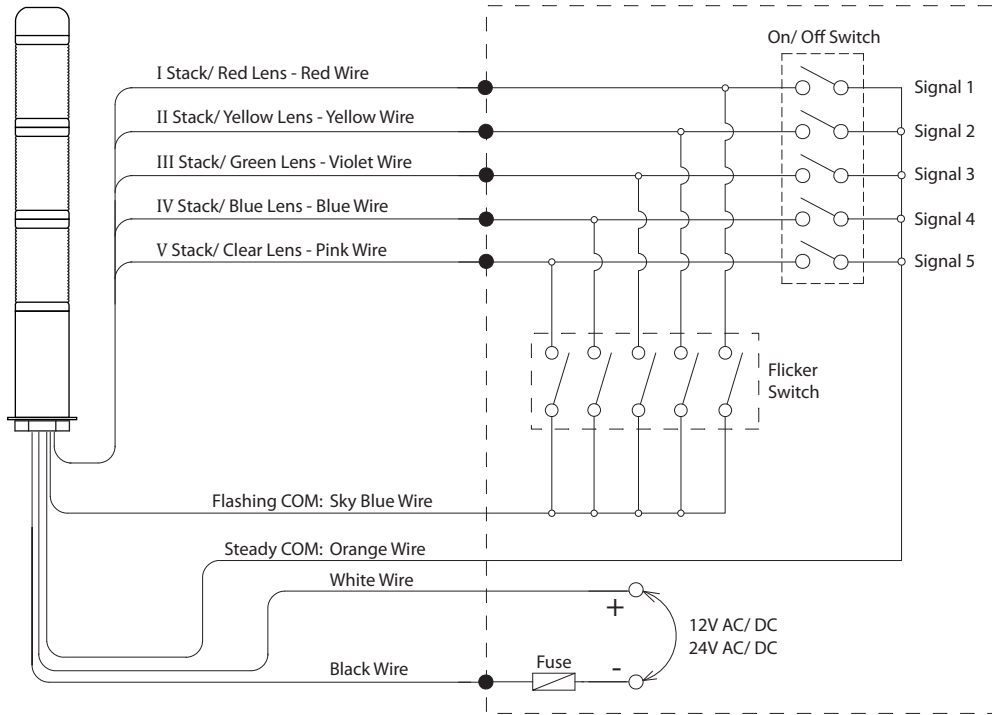 On/ Off Switch
I Stack/ Red Lens - Red Wire
Signal 1
II Stack/ Yellow Lens - Yellow Wire
Signal 2
III Stack/ Green Lens - Violet Wire
Signal 3
IV Stack/ Blue Lens - Blue Wire
Signal 4
V Stack/ Clear Lens - Pink Wire
Signal 5
Flicker
Switch
Flashing COM: Sky Blue Wire
Steady COM: Orange Wire
White Wire
+
12V AC/ DC
24V AC/ DC
Black Wire
Fuse
-